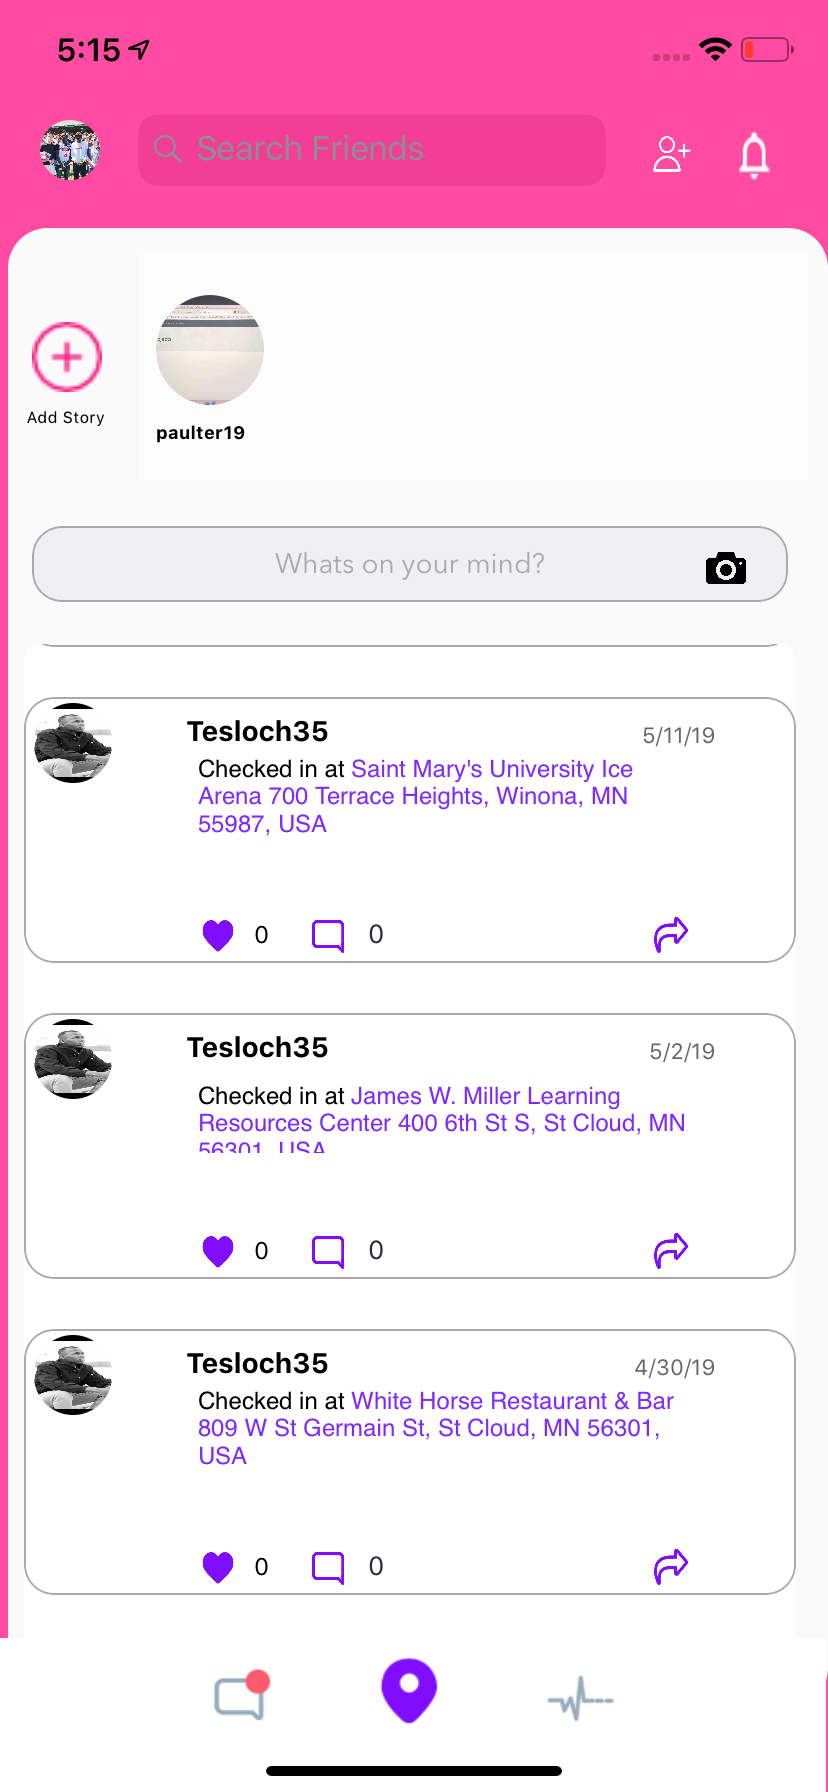 5:15
Search Friends
Add Story
paulter19
Whats on your mind?
Tesloch35
5/11/19
Checked in at Saint Mary's University Ice
Arena 700 Terrace Heights, Winona, MN
55987, USA
0
0
Tesloch35
5/2/19
Checked in at James W. Miller Learning
Resources Center 400 6th St S, St Cloud, MN
56301, USA
0
0
Tesloch35
4/30/19
Checked in at White Horse Restaurant & Bar
809 W St Germain St, St Cloud, MN 56301,
USA
0
0